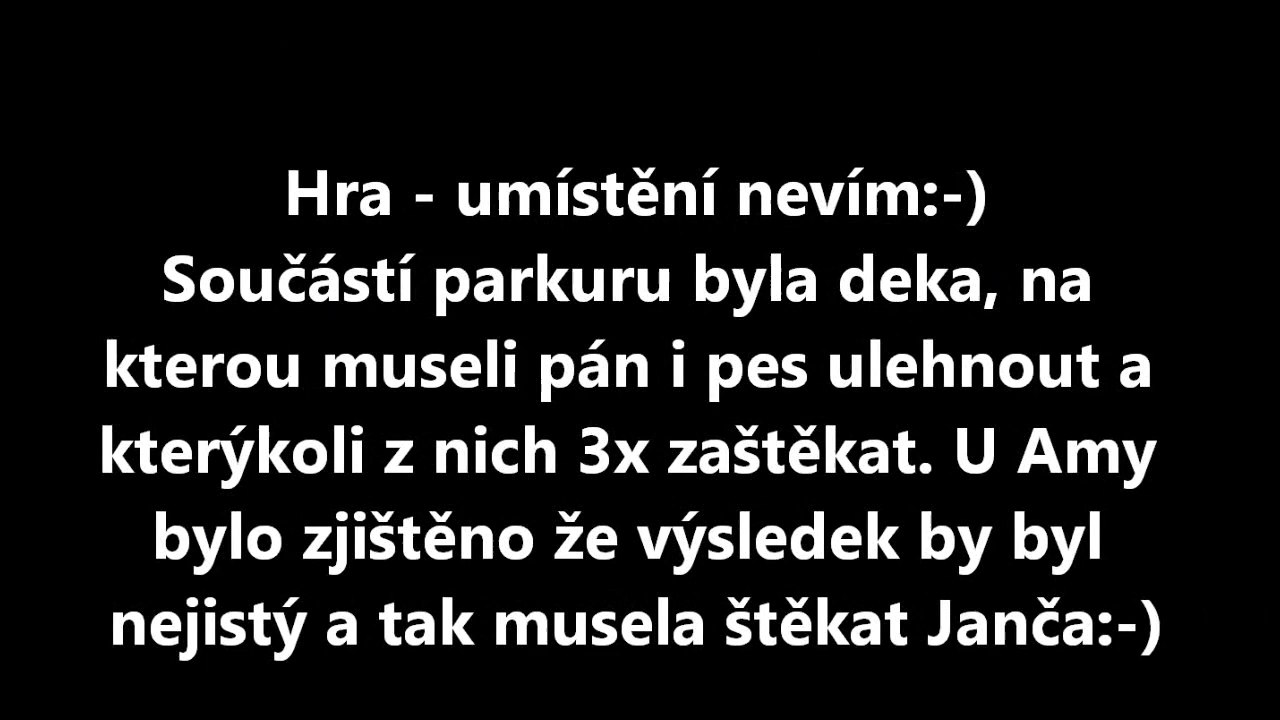 Hra - umístění nevím:-)
Součástí parkuru byla deka, na
kterou museli pán i pes ulehnout a
kterýkoli z nich 3x zaštěkat. U Amy
bylo zjištěno že výsledek by byl
nejistý a tak musela štěkat Janča:-)